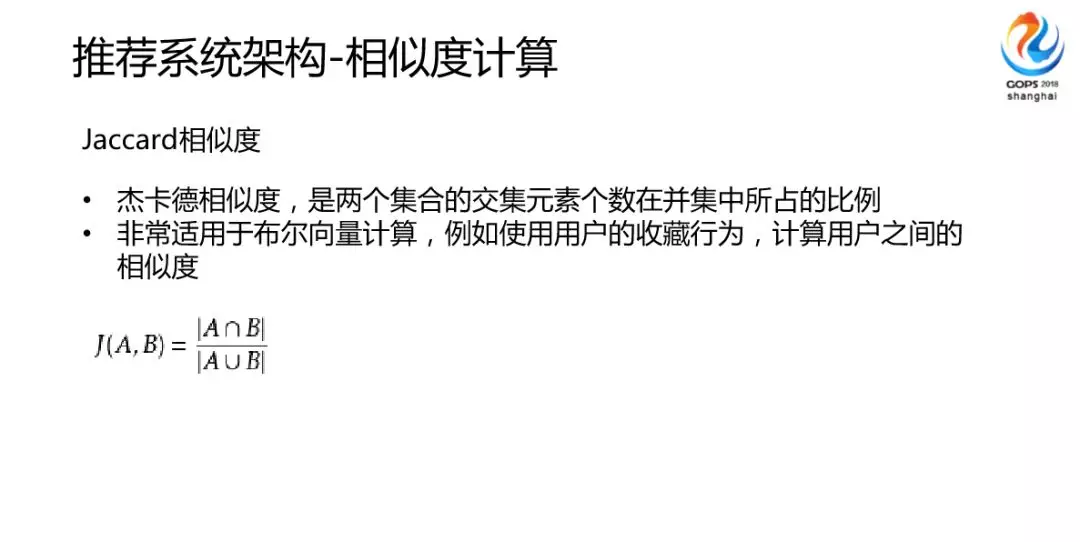 推荐系统架构-相似度计算
GOPS 2018
shanghai
Jaccard相似度
• 杰卡德相似度，是两个集合的交集元素个数在并集中所占的比例
• 非常适用于布尔向量计算，例如使用用户的收藏行为，计算用户之间的
相似度
J(A,B) = |A ∩ B| / |A ∪ B|